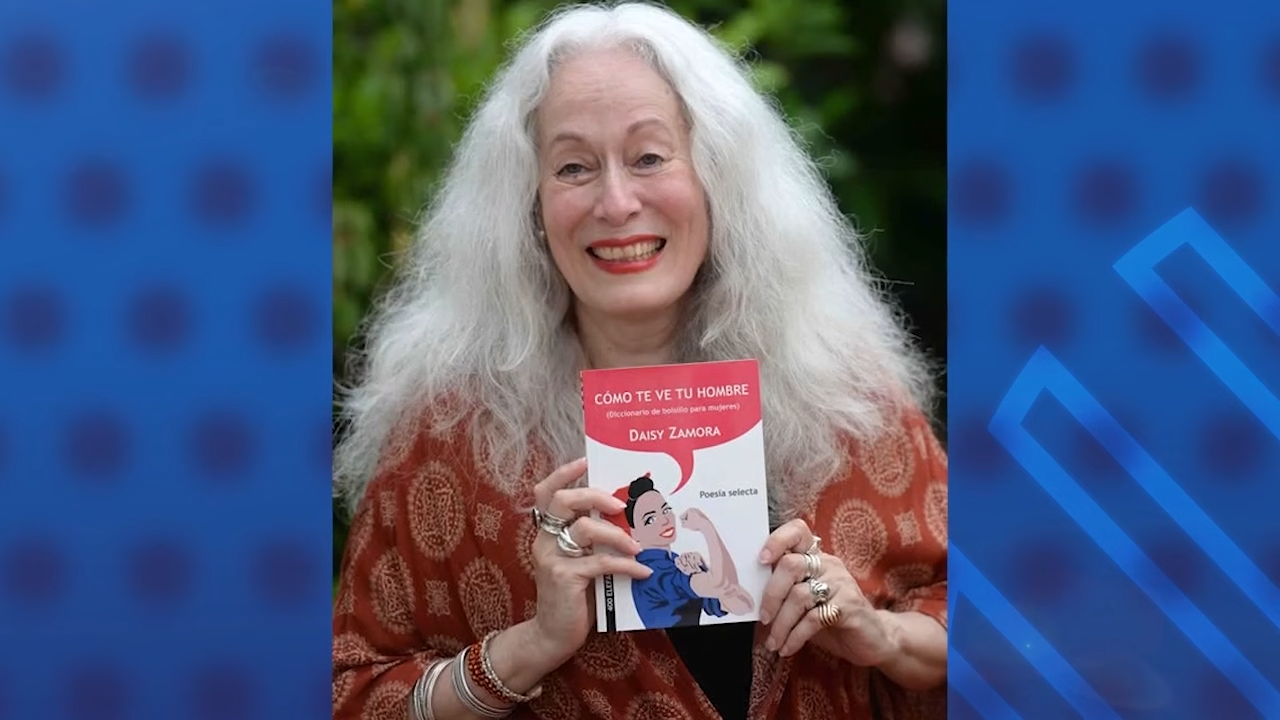 CÓMO TE VE TU HOMBRE
(Diccionario de bolsillo para mujeres)
DAISY ZAMORA
Poesía selecta